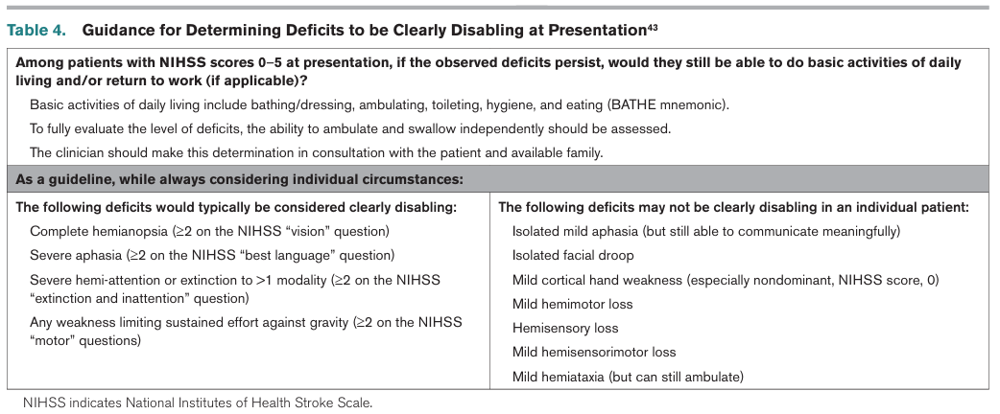 Table 4. Guidance for Determining Deficits to be Clearly Disabling at Presentation⁴³
Among patients with NIHSS scores 0–5 at presentation, if the observed deficits persist, would they still be able to do basic activities of daily
living and/or return to work (if applicable)?
Basic activities of daily living include bathing/dressing, ambulating, toileting, hygiene, and eating (BATHE mnemonic).
To fully evaluate the level of deficits, the ability to ambulate and swallow independently should be assessed.
The clinician should make this determination in consultation with the patient and available family.
As a guideline, while always considering individual circumstances:
The following deficits would typically be considered clearly disabling:
Complete hemianopsia (≥2 on the NIHSS “vision” question)
Severe aphasia (≥2 on the NIHSS “best language” question)
Severe hemi-attention or extinction to >1 modality (≥2 on the NIHSS
“extinction and inattention” question)
Any weakness limiting sustained effort against gravity (≥2 on the NIHSS
“motor” questions)
The following deficits may not be clearly disabling in an individual patient:
Isolated mild aphasia (but still able to communicate meaningfully)
Isolated facial droop
Mild cortical hand weakness (especially nondominant, NIHSS score, 0)
Mild hemimotor loss
Hemisensory loss
Mild hemisensorimotor loss
Mild hemiataxia (but can still ambulate)
NIHSS indicates National Institutes of Health Stroke Scale.